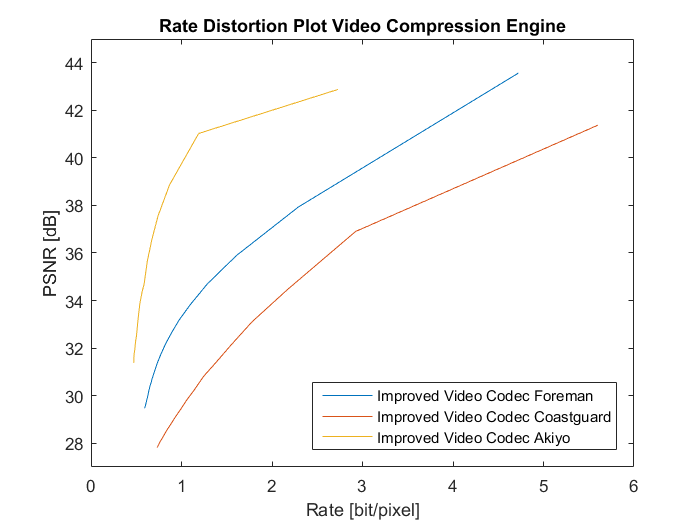 Rate Distortion Plot Video Compression Engine
44
42
40
38
36
34
32
30
28
PSNR [dB]
Improved Video Codec Foreman
Improved Video Codec Coastguard
Improved Video Codec Akiyo
0 1 2 3 4 5 6
Rate [bit/pixel]